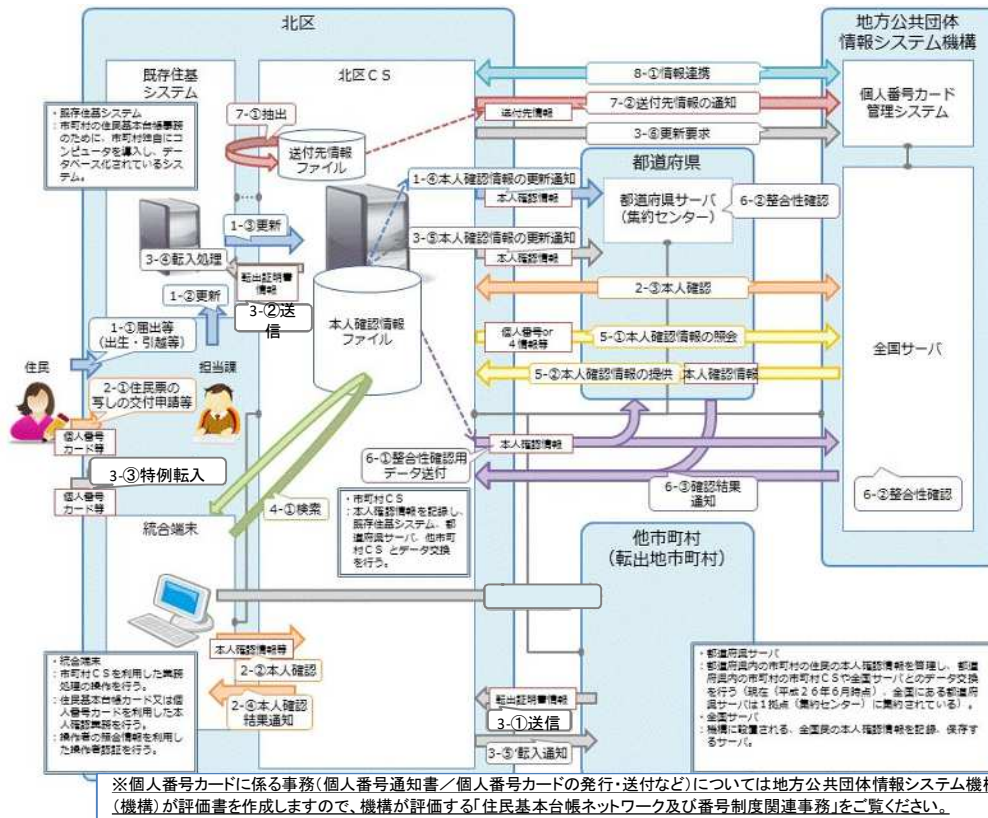 北区
地方公共団体
情報システム機構
既存住基
システム
北区CS
・既存住基システム
:市町村の住民基本台帳事務
のために、市町村独自にコ
ンピュータを導入し、デー
タベース化されているシス
テム。
7-①抽出
送付先情報
ファイル
8-①情報連携
送付先情報
7-②送付先情報の通知
3-⑥更新要求
個人番号カード
管理システム
都道府県
1-④本人確認情報の更新通知
本人確認情報
都道府県サーバ
(集約センター)
6-②整合性確認
1-③更新
3-⑤本人確認情報の更新通知
本人確認情報
3-④転入処理
転出証明書
情報
1-②更新
3-②送
信
本人確認情報
ファイル
2-③本人確認
1-①届出等
(出生・引越等)
個人番号or
4情報等
5-①本人確認情報の照会
全国サーバ
住民
担当課
5-②本人確認情報の提供
本人確認情報
2-①住民票の
写しの交付申請等
個人番号
カード等
本人確認情報
6-①整合性確認用
データ送付
3-③特例転入
個人番号
カード等
6-③確認結果
通知
6-②整合性確認
4-①検索
統合端末
・市町村CS
:本人確認情報を記録し、
既存住基システム、都
道府県サーバ、他市町
村CS とデータ交換
を行う。
他市町村
(転出地市町村)
本人確認情報等
2-②本人確認
・統合端末
:市町村CSを利用した業務
処理の操作を行う。
:住民基本台帳カード又は個
人番号カードを利用した本
人確認業務を行う。
:操作者の照合情報を利用し
た操作者認証を行う。
2-④本人確認
結果通知
転出証明書情報
3-①送信
3-⑤'転入通知
・都道府県サーバ
:都道府県内の市町村の住民の本人確認情報を管理し、都道
府県内の市町村の市町村CSや全国サーバとのデータ交換
を行う(現在(平成26年6月時点)、全国にある都道府
県サーバは1拠点(集約センター)に集約されている)。
・全国サーバ
:機構に設置される、全国民の本人確認情報を記録、保存す
るサーバ。
※個人番号カードに係る事務(個人番号通知書/個人番号カードの発行・送付など)については地方公共団体情報システム機構
(機構)が評価書を作成しますので、機構が評価する「住民基本台帳ネットワーク及び番号制度関連事務」をご覧ください。